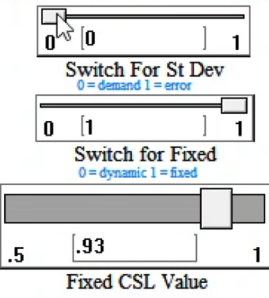 0 [0 ] 1
Switch For St Dev
0 = demand 1 = error
0 [1 ] 1
Switch for Fixed
0 = dynamic 1 = fixed
.5 [.93 ] 1
Fixed CSL Value